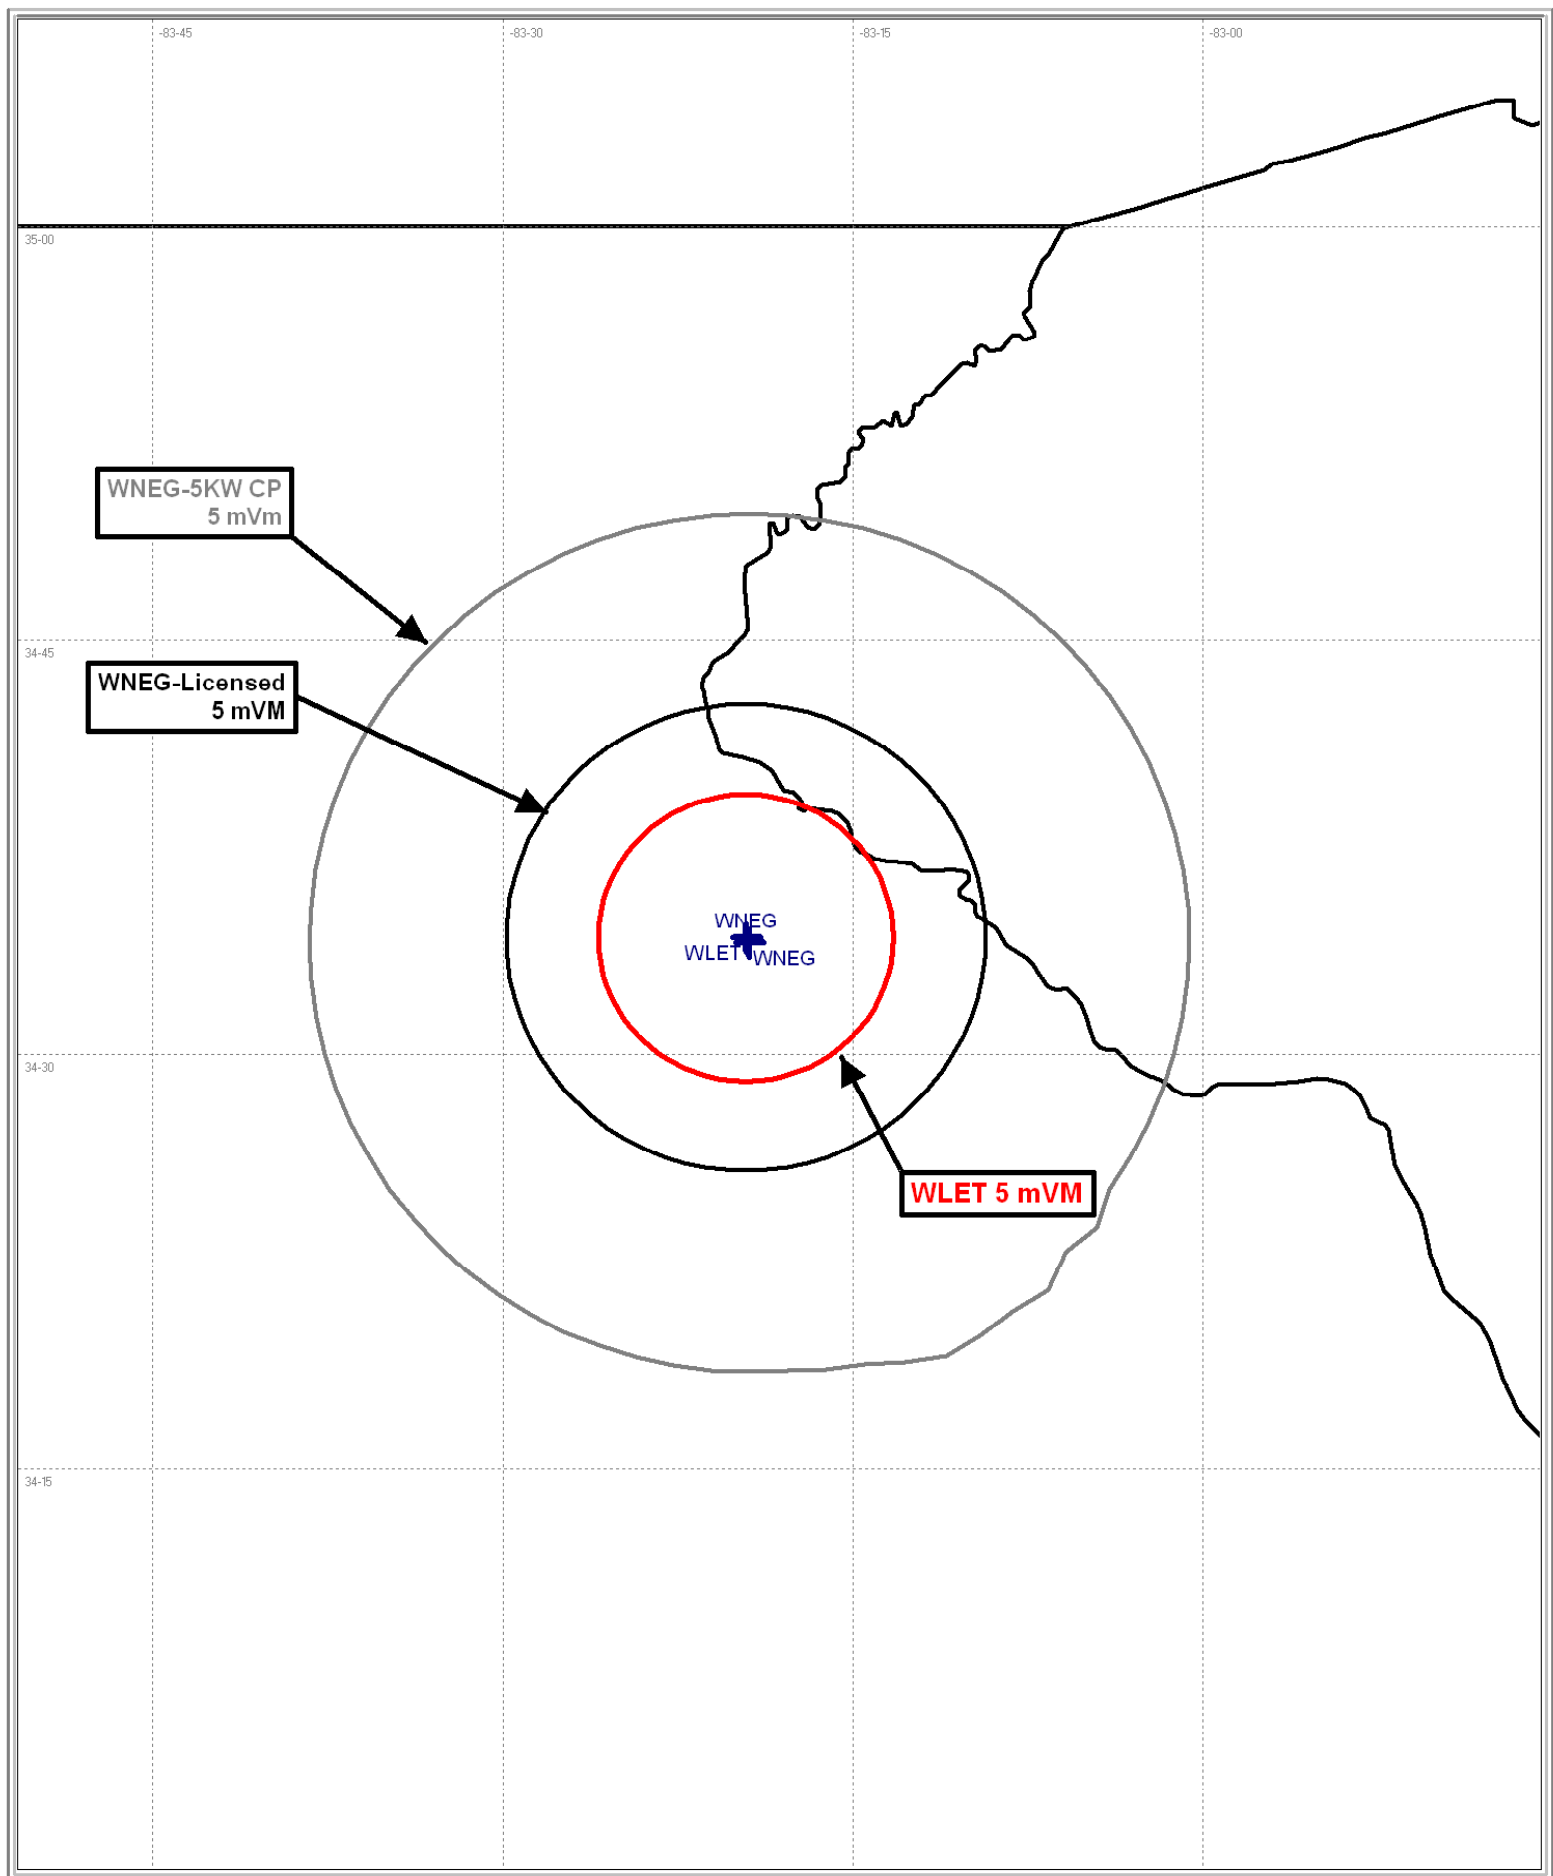 -83-45
-83-30
-83-15
-83-00
35-00
WNEG-5KW CP
5 mVm
34-45
WNEG-Licensed
5 mVM
WNEG
WLET
WNEG
34-30
WLET 5 mVM
34-15